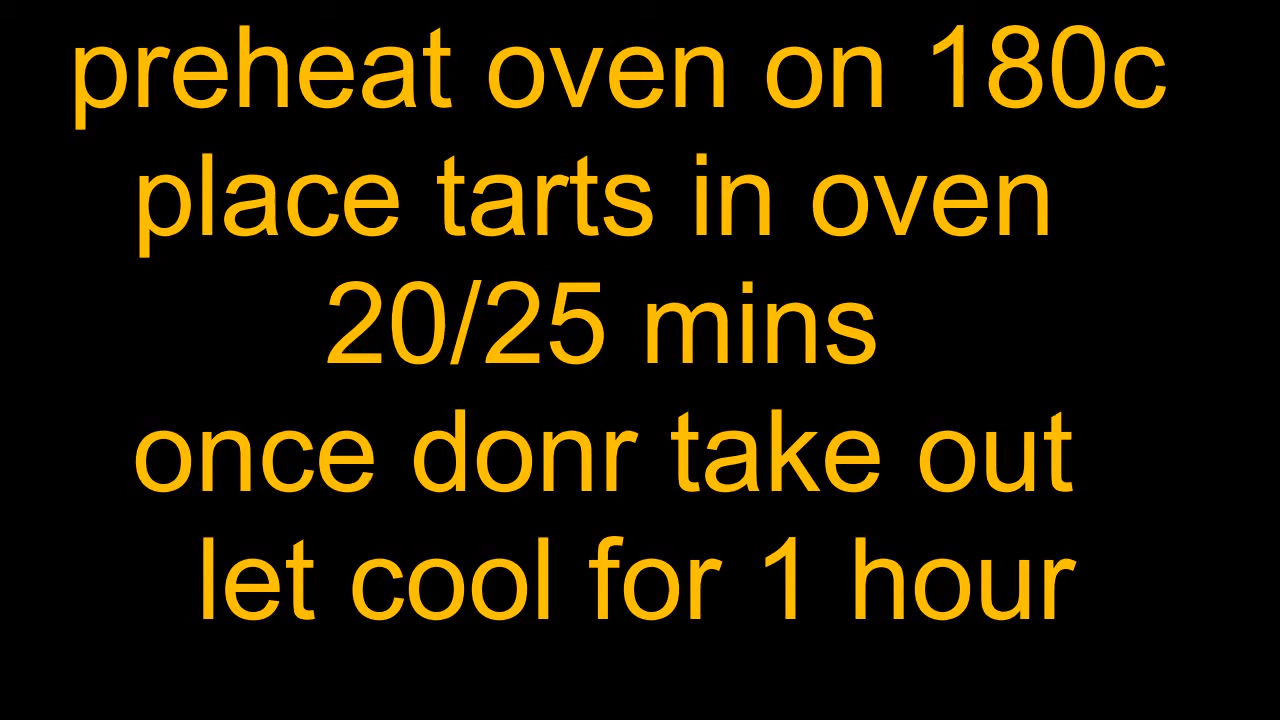 preheat oven on 180c
place tarts in oven
20/25 mins
once donr take out
let cool for 1 hour